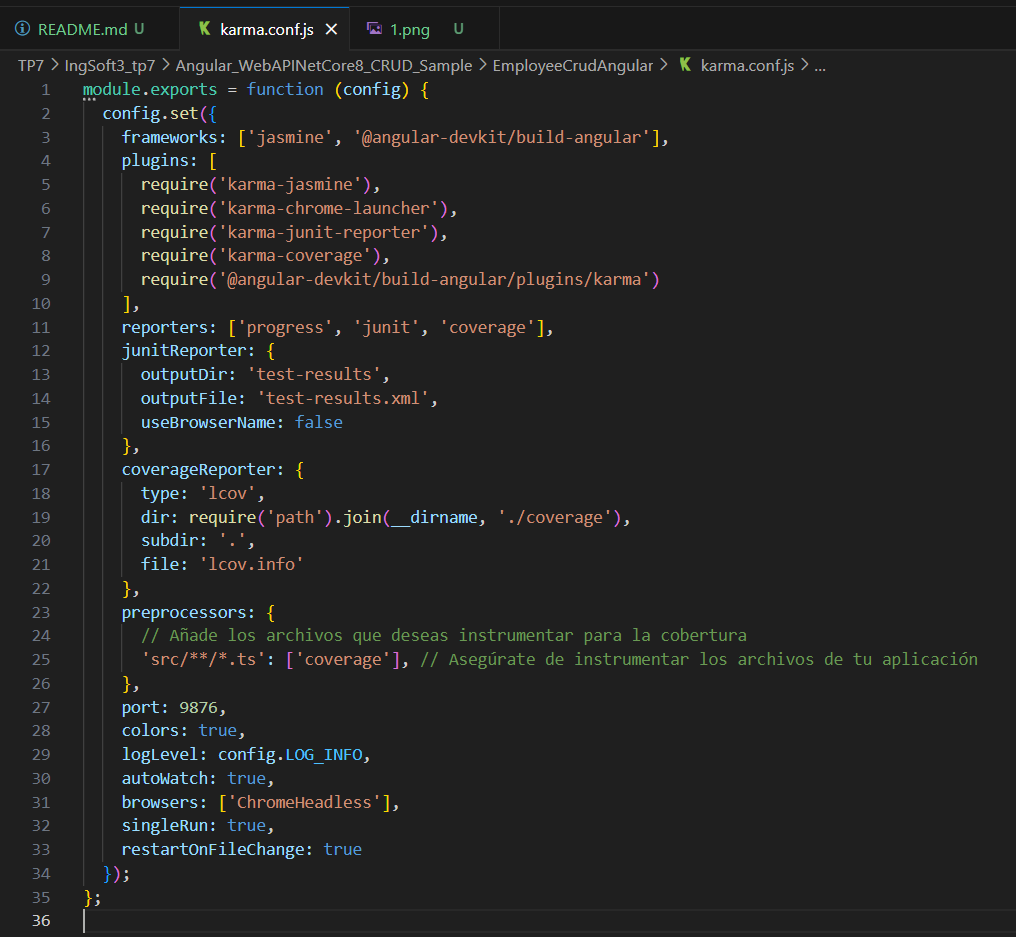 README.md U karma.conf.js 1.png U
TP7 > IngSoft3_tp7 > Angular_WebAPINetCore8_CRUD_Sample > EmployeeCrudAngular > karma.conf.js > ...
1 module.exports = function (config) {
2   config.set({
3     frameworks: ['jasmine', '@angular-devkit/build-angular'],
4     plugins: [
5       require('karma-jasmine'),
6       require('karma-chrome-launcher'),
7       require('karma-junit-reporter'),
8       require('karma-coverage'),
9       require('@angular-devkit/build-angular/plugins/karma')
10     ],
11     reporters: ['progress', 'junit', 'coverage'],
12     junitReporter: {
13       outputDir: 'test-results',
14       outputFile: 'test-results.xml',
15       useBrowserName: false
16     },
17     coverageReporter: {
18       type: 'lcov',
19       dir: require('path').join(__dirname, './coverage'),
20       subdir: '.',
21       file: 'lcov.info'
22     },
23     preprocessors: {
24       // Añade los archivos que deseas instrumentar para la cobertura
25       'src/**/*.ts': ['coverage'], // Asegúrate de instrumentar los archivos de tu aplicación
26     },
27     port: 9876,
28     colors: true,
29     logLevel: config.LOG_INFO,
30     autoWatch: true,
31     browsers: ['ChromeHeadless'],
32     singleRun: true,
33     restartOnFileChange: true
34   });
35 };
36